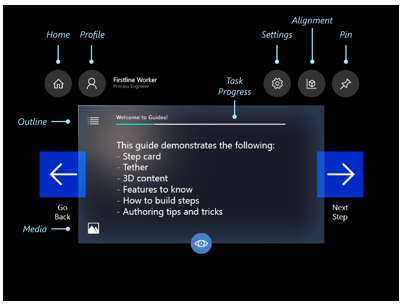 Alignment
Home Profile Settings Pin
Firstline Worker
Process Engineer
Task
Progress
Outline
Welcome to Guides!
This guide demonstrates the following:
- Step card
- Tether
- 3D content
- Features to know
- How to build steps
- Authoring tips and tricks
Go
Back
Next
Step
Media